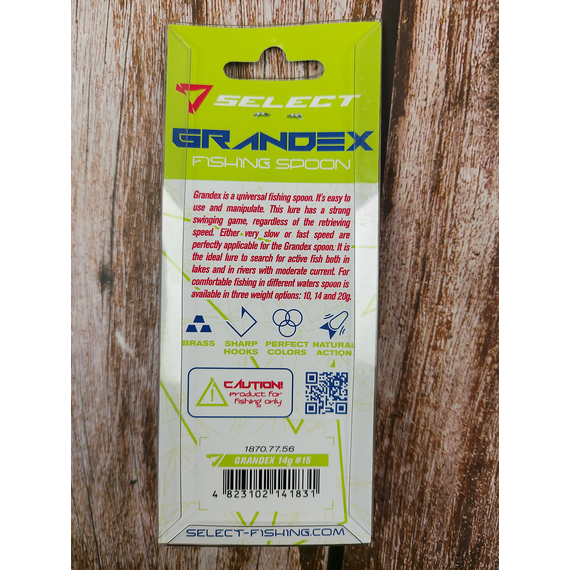 SELECT
GRANDEX
FISHING SPOON
Grandex is a universal fishing spoon. It's easy to
use and manipulate. This lure has a strong
swinging game, regardless of the retrieving
speed. Either very slow or fast speed are
perfectly applicable for the Grandex spoon. It is
the ideal lure to search for active fish both in
lakes and in rivers with moderate current. For
comfortable fishing in different waters spoon is
available in three weight options: 10, 14 and 20g.
BRASS SHARP HOOKS PERFECT COLORS NATURAL ACTION
CAUTION!
Product for
fishing only
1870.77.56
GRANDEX 14g #15
4 823102 141831
SELECT-FISHING.COM